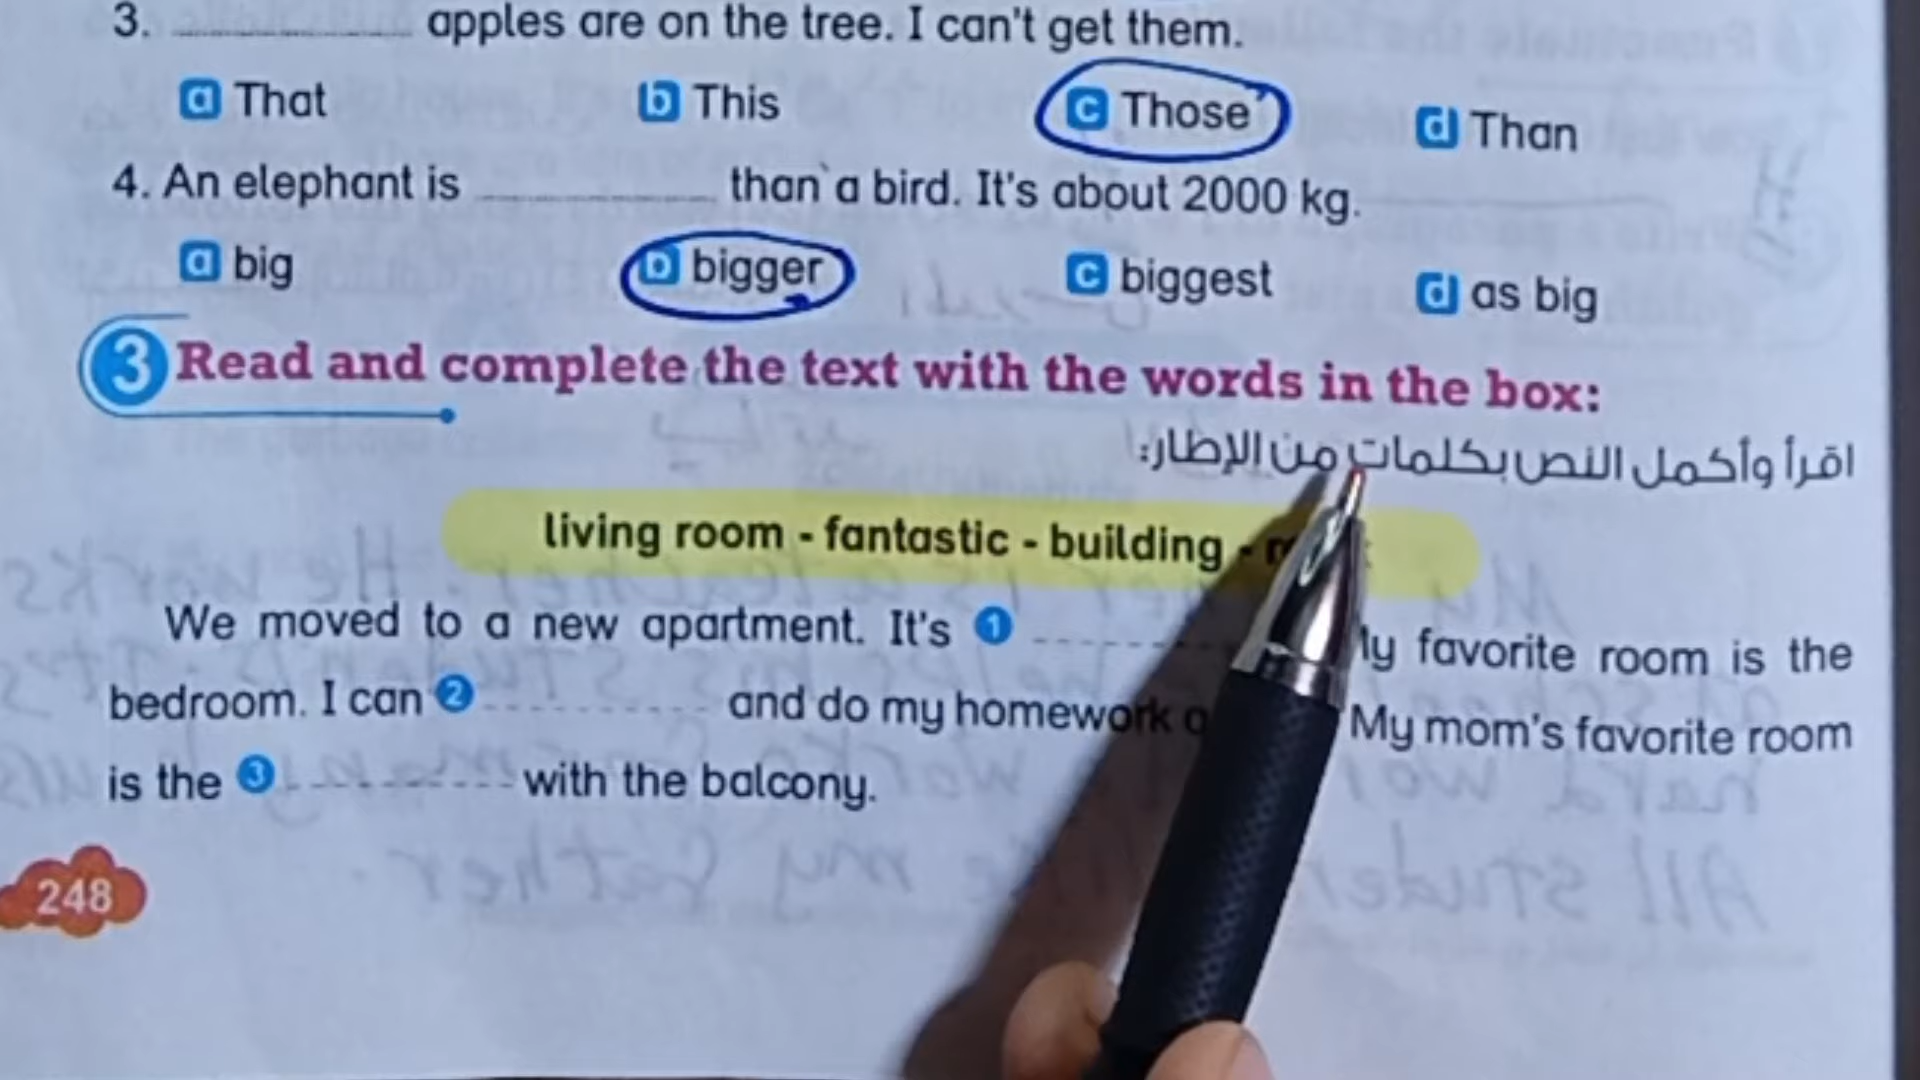 3. apples are on the tree. I can't get them.
a That b This c Those d Than
4. An elephant is than a bird. It's about 2000 kg.
a big b bigger c biggest d as big
3 Read and complete the text with the words in the box:
اقرأ وأكمل النص بكلمات من الإطار:
living room - fantastic - building -
We moved to a new apartment. It's 1 favorite room is the
bedroom. I can 2 and do my homework My mom's favorite room
is the 3 with the balcony.
248